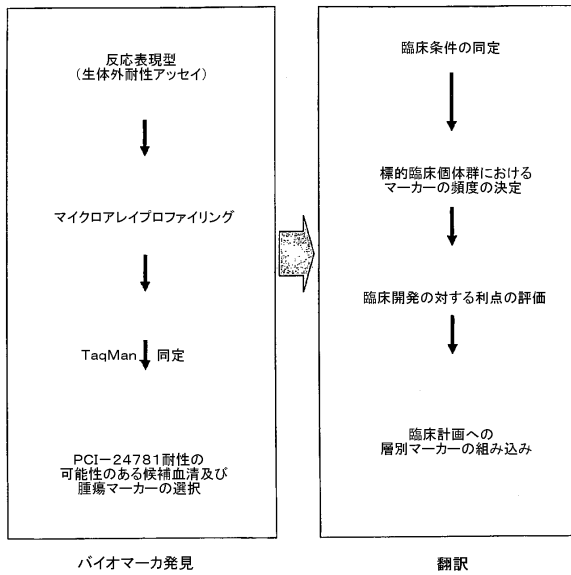 反応表現型
（生体外耐性アッセイ）
マイクロアレイプロファイリング
TaqMan 同定
PCI－24781耐性の
可能性のある候補血清及び
腫瘍マーカーの選択
バイオマーカ発見
臨床条件の同定
標的臨床個体群における
マーカーの頻度の決定
臨床開発の対する利点の評価
臨床計画への
層別マーカーの組み込み
翻訳